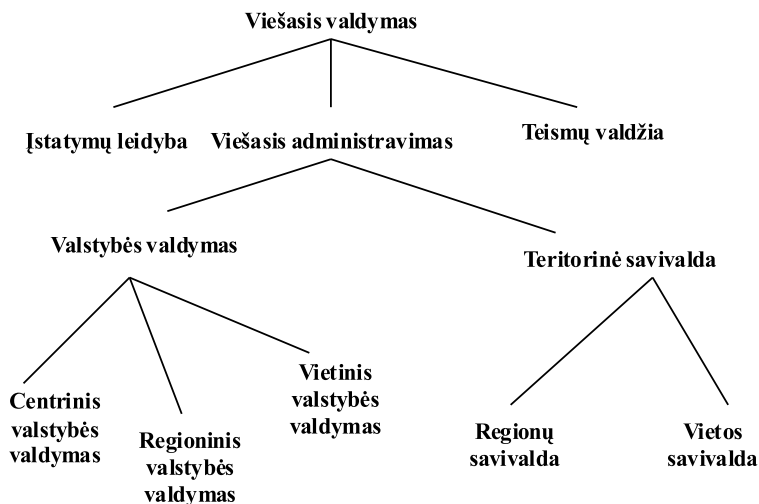 Viešasis valdymas
Įstatymų leidyba
Viešasis administravimas
Teismų valdžia
Valstybės valdymas
Teritorinė savivalda
Centrinis
valstybės
valdymas
Regioninis
valstybės
valdymas
Vietinis
valstybės
valdymas
Regionų
savivalda
Vietos
savivalda